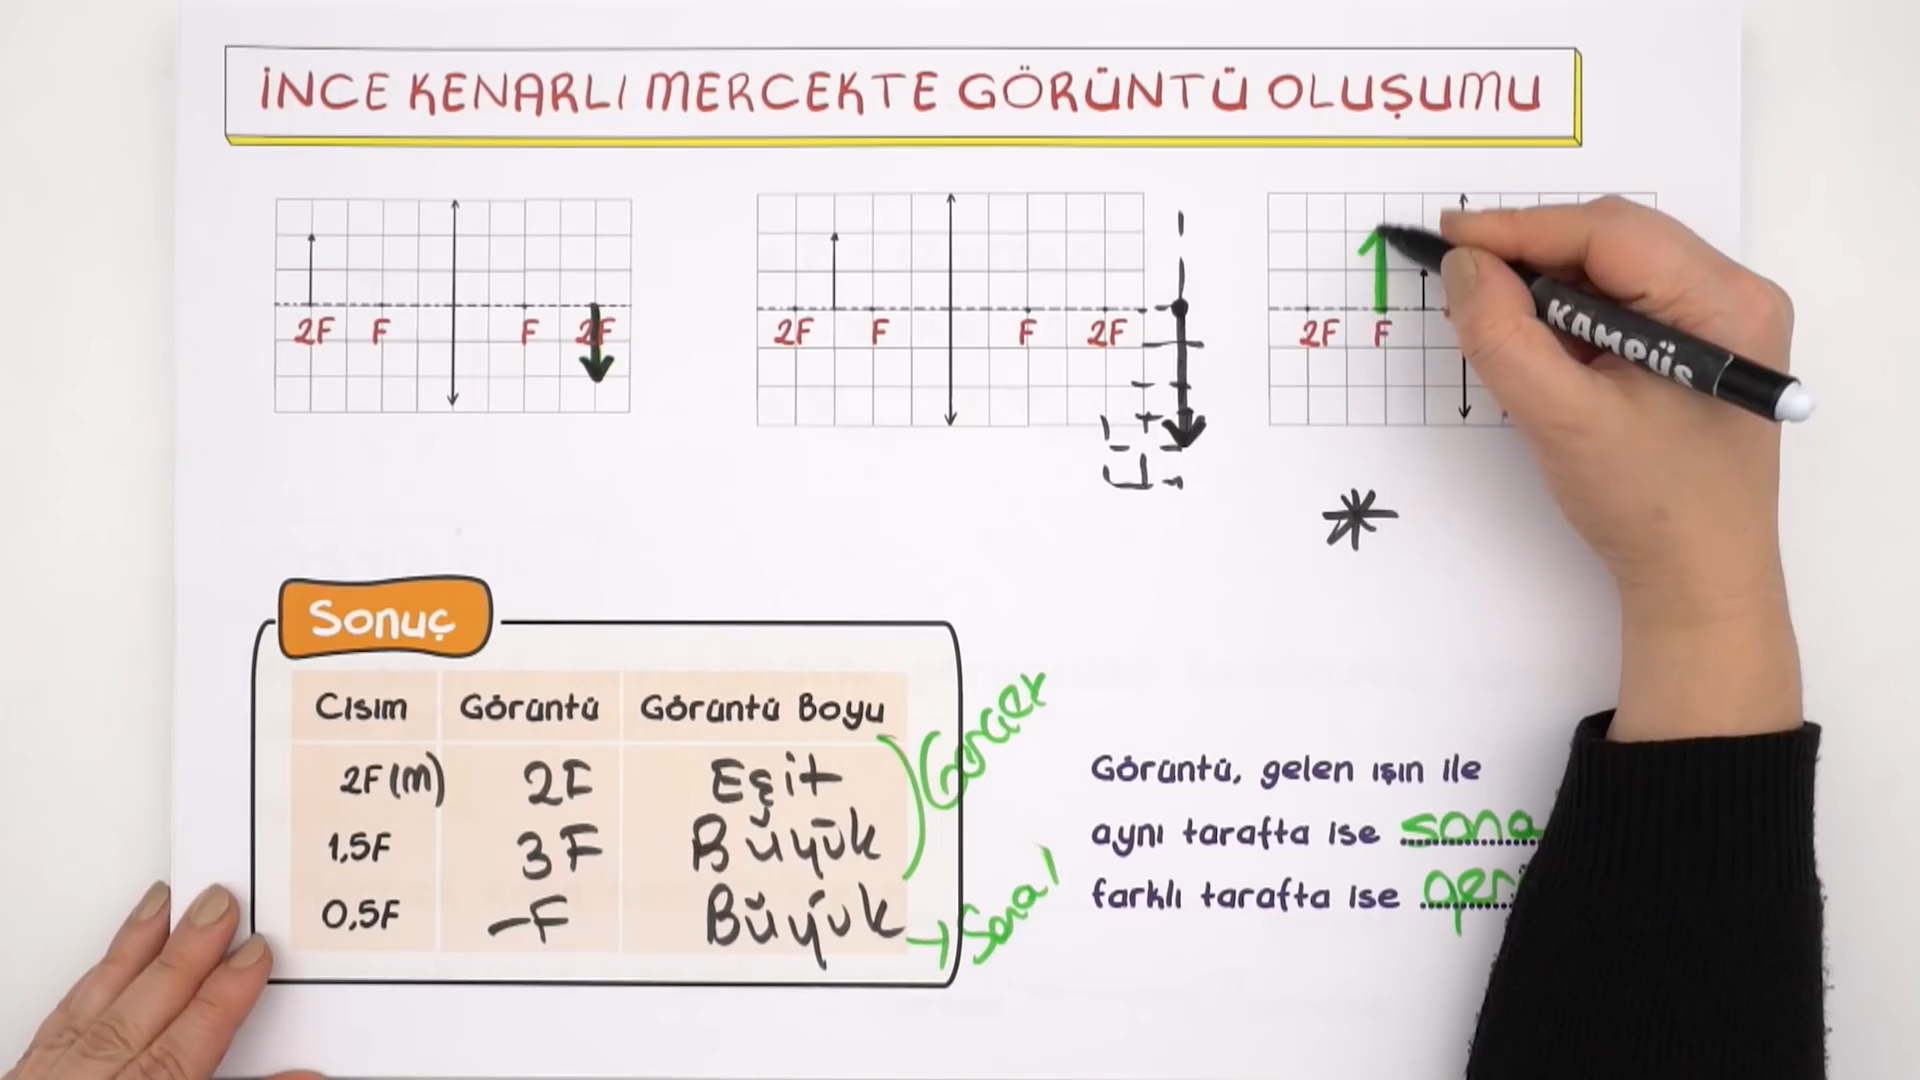 İNCE KENARLI MERCEKTE GÖRÜNTÜ OLUŞUMU
2F F F 2F
2F F F 2F
2F F
KAMPÜS
Sonuç
Cisim Görüntü Görüntü Boyu
2F(m) 2F Eşit
1,5F 3F Büyük
0,5F -F Büyük
Gerçek
Sanal
Görüntü, gelen ışın ile
aynı tarafta ise sana
farklı tarafta ise ger